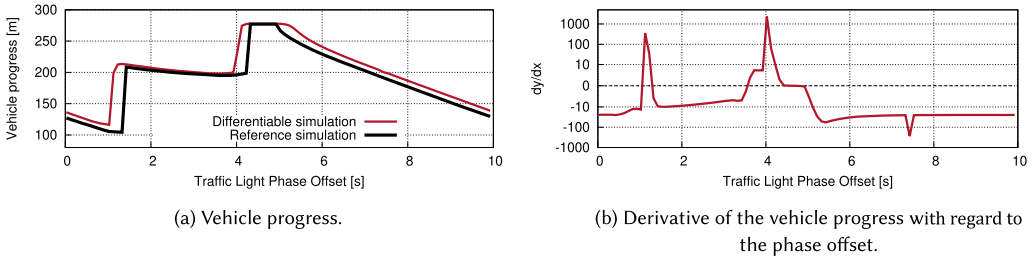 Vehicle progress [m]
300
250
200
150
100
Differentiable simulation
Reference simulation
0 2 4 6 8 10
Traffic Light Phase Offset [s]
(a) Vehicle progress.
dy/dx
1000
100
10
0
-10
-100
-1000
0 2 4 6 8 10
Traffic Light Phase Offset [s]
(b) Derivative of the vehicle progress with regard to
the phase offset.